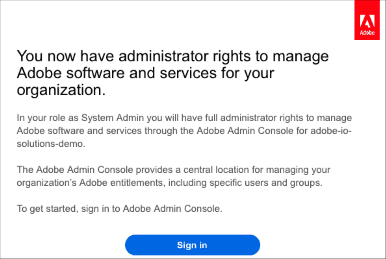 Adobe
You now have administrator rights to manage
Adobe software and services for your
organization.
In your role as System Admin you will have full administrator rights to manage
Adobe software and services through the Adobe Admin Console for adobe-io-
solutions-demo.
The Adobe Admin Console provides a central location for managing your
organization's Adobe entitlements, including specific users and groups.
To get started, sign in to Adobe Admin Console.
Sign in